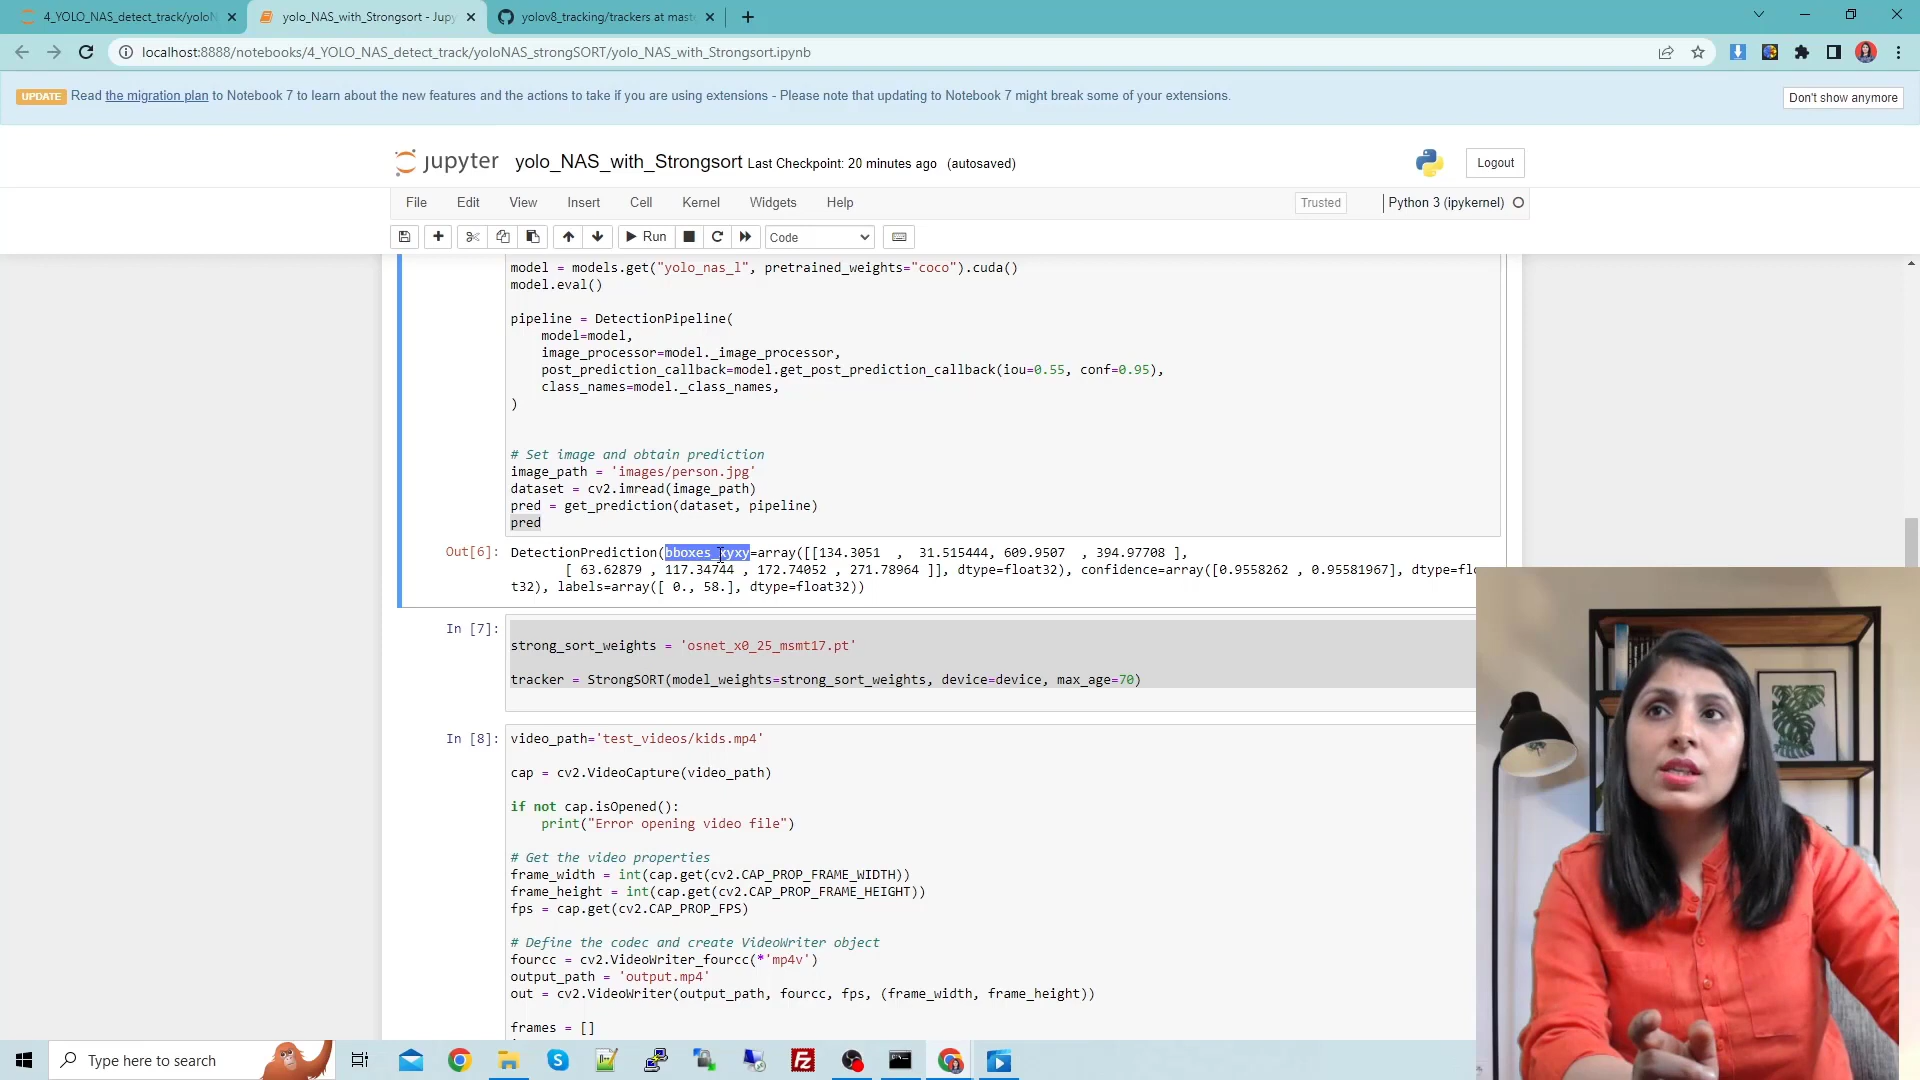 4_YOLO_NAS_detect_track/yoloN
yolo_NAS_with_Strongsort - Jupy
yolov8_tracking/trackers at mast
localhost:8888/notebooks/4_YOLO_NAS_detect_track/yoloNAS_strongSORT/yolo_NAS_with_Strongsort.ipynb
UPDATE Read the migration plan to Notebook 7 to learn about the new features and the actions to take if you are using extensions - Please note that updating to Notebook 7 might break some of your extensions.
Don't show anymore
jupyter yolo_NAS_with_Strongsort Last Checkpoint: 20 minutes ago (autosaved)
Logout
File Edit View Insert Cell Kernel Widgets Help
Trusted
Python 3 (ipykernel)
Run
Code
model = models.get("yolo_nas_l", pretrained_weights="coco").cuda()
model.eval()
pipeline = DetectionPipeline(
model=model,
image_processor=model._image_processor,
post_prediction_callback=model.get_post_prediction_callback(iou=0.55, conf=0.95),
class_names=model._class_names,
)
# Set image and obtain prediction
image_path = 'images/person.jpg'
dataset = cv2.imread(image_path)
pred = get_prediction(dataset, pipeline)
pred
Out[6]: DetectionPrediction(bboxes_xyxy=array([[134.3051  ,  31.515444, 609.9507  , 394.97708 ],
[ 63.62879 , 117.34744 , 172.74052 , 271.78964 ]], dtype=float32), confidence=array([0.9558262 , 0.95581967], dtype=flo
t32), labels=array([ 0., 58.], dtype=float32))
In [7]:
strong_sort_weights = 'osnet_x0_25_msmt17.pt'
tracker = StrongSORT(model_weights=strong_sort_weights, device=device, max_age=70)
In [8]: video_path='test_videos/kids.mp4'
cap = cv2.VideoCapture(video_path)
if not cap.isOpened():
print("Error opening video file")
# Get the video properties
frame_width = int(cap.get(cv2.CAP_PROP_FRAME_WIDTH))
frame_height = int(cap.get(cv2.CAP_PROP_FRAME_HEIGHT))
fps = cap.get(cv2.CAP_PROP_FPS)
# Define the codec and create VideoWriter object
fourcc = cv2.VideoWriter_fourcc(*'mp4v')
output_path = 'output.mp4'
out = cv2.VideoWriter(output_path, fourcc, fps, (frame_width, frame_height))
frames = []
Type here to search